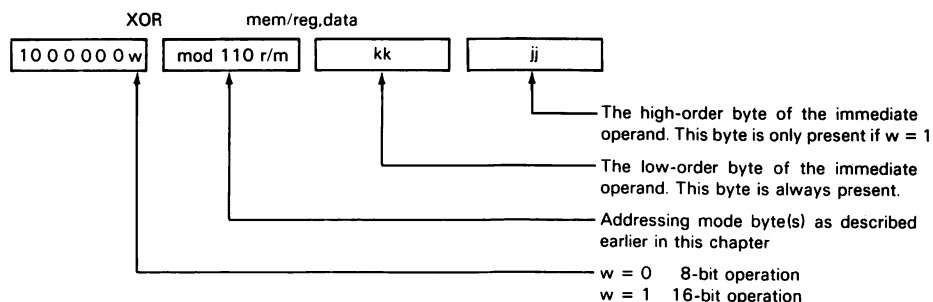 XOR mem/reg,data
1 0 0 0 0 0 0 w mod 110 r/m kk jj
The high-order byte of the immediate
operand. This byte is only present if w = 1
The low-order byte of the immediate
operand. This byte is always present.
Addressing mode byte(s) as described
earlier in this chapter
w = 0 8-bit operation
w = 1 16-bit operation